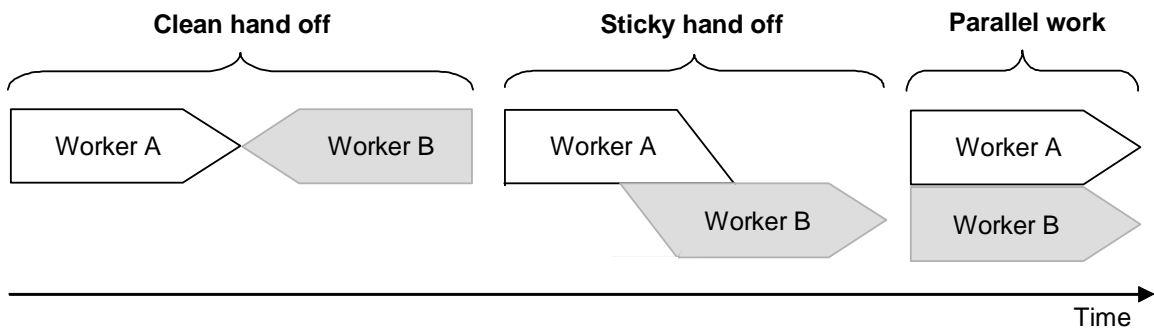 Clean hand off
Sticky hand off
Parallel work
Worker A
Worker B
Worker A
Worker B
Worker A
Worker B
Time